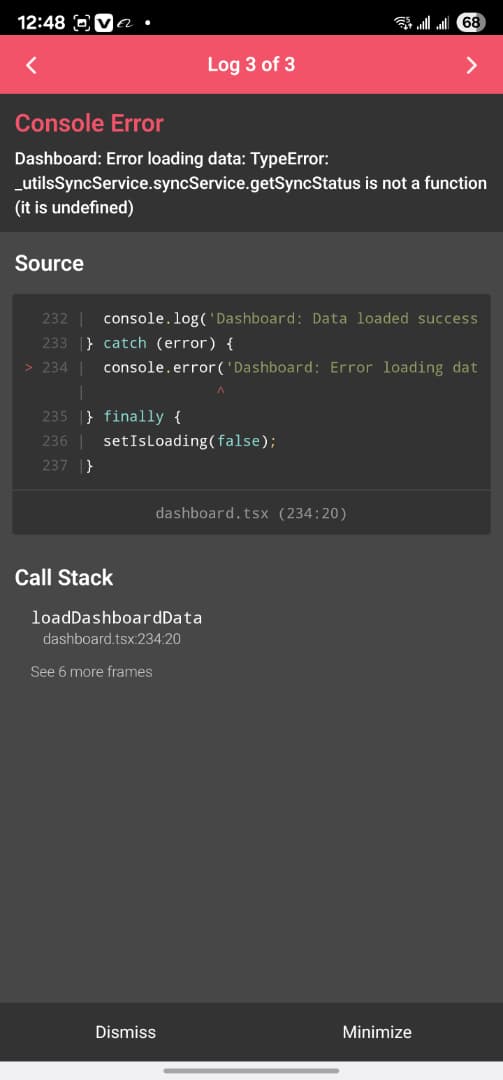 12:48
68
Log 3 of 3
Console Error
Dashboard: Error loading data: TypeError:
_utilsSyncService.syncService.getSyncStatus is not a function
(it is undefined)
Source
232 | console.log('Dashboard: Data loaded success
233 |} catch (error) {
> 234 | console.error('Dashboard: Error loading dat
| ^
235 |} finally {
236 | setIsLoading(false);
237 |}
dashboard.tsx (234:20)
Call Stack
loadDashboardData
dashboard.tsx:234:20
See 6 more frames
Dismiss Minimize